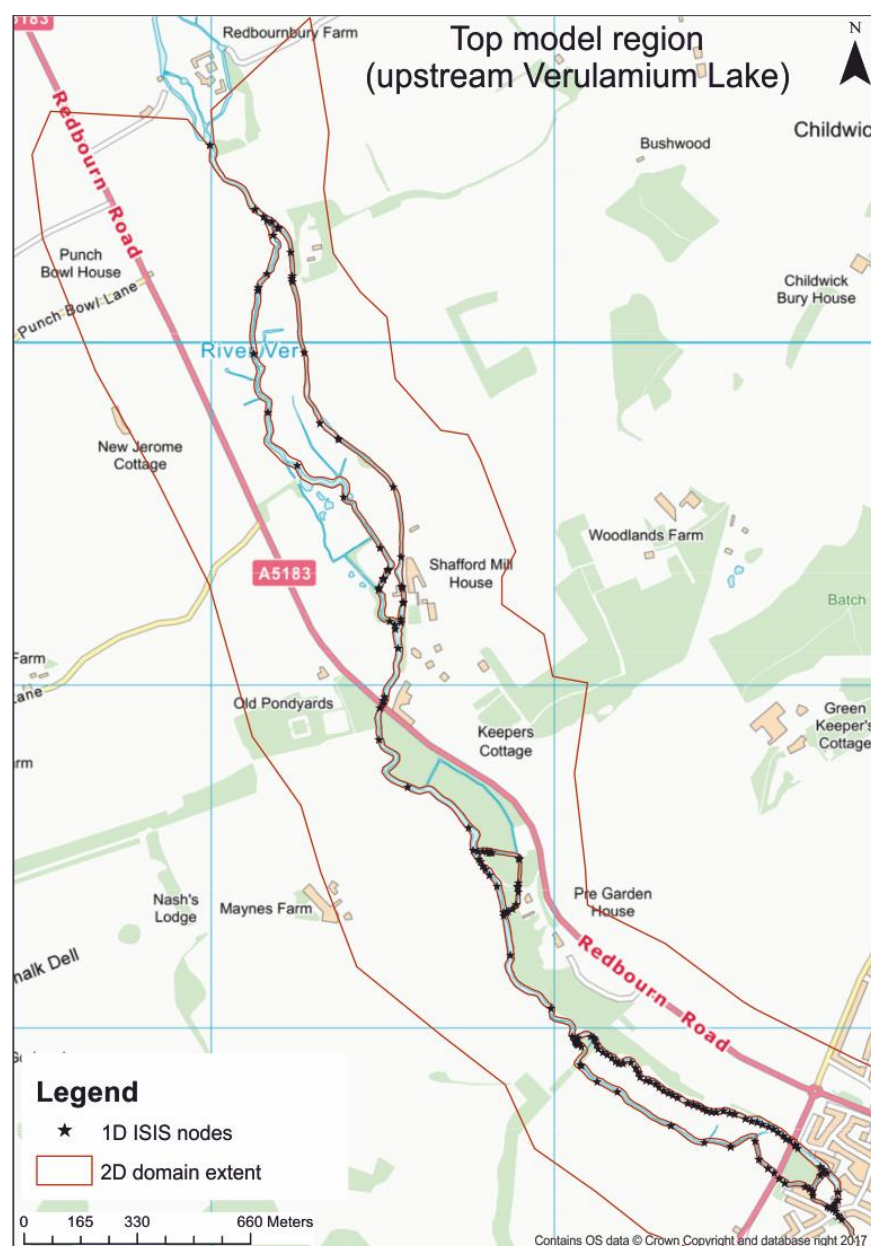 A5183
Redbournbury Farm
Top model region
(upstream Verulamium Lake)
N
Redbourn Road
Bushwood
Childwic
Punch
Bowl House
Punch Bowl Lane
Childwick
Bury House
River Ver
New Jerome
Cottage
Woodlands Farm
Shafford Mill
House
A5183
Batch
Farm
Lane
Old Pondyards
Keepers
Cottage
Green
Keeper's
Cottage
arm
Nash's
Lodge
Maynes Farm
Pre Garden
House
Redbourn Road
halk Dell
Legend
1D ISIS nodes
2D domain extent
0 165 330 660 Meters
Contains OS data © Crown Copyright and database right 2017